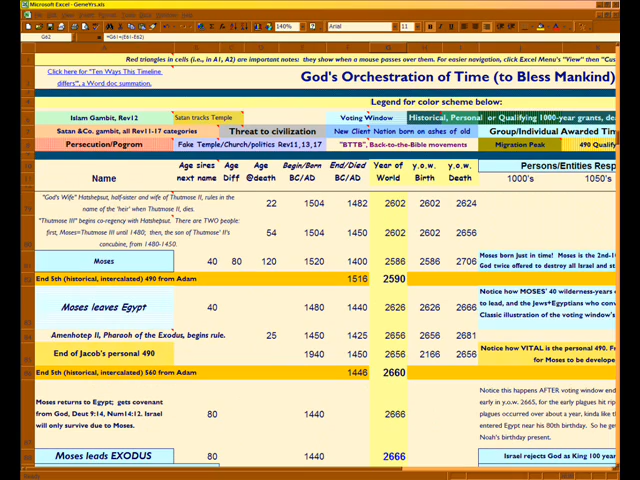 Microsoft Excel - GeneYrs.xls
140%
Arial
11
G62
=G61+(E61-E62)
Red triangles in cells (i.e., in A1, A2) are important notes: they show when a mouse passes over them. For easier navigation, click Excel Menu's "View" then "Cus
Click here for "Ten Ways This Timeline
differs", a Word doc summation.
God's Orchestration of Time (to Bless Mankind)
Legend for color scheme below:
Islam Gambit, Rev12
Satan tracks Temple
Voting Window
Historical, Personal or Qualifying 1000-year grants, de
Satan &Co. gambit, all Rev11-17 categories
Threat to civilization
New Client Nation born on ashes of old
Group/Individual Awarded Tim
Persecution/Pogrom
Fake Temple/Church/politics Rev11,13,17
"BTTB", Back-to-the-Bible movements
Migration Peak
490 Qualify
Name
Age sires next name
Age Diff
Age @death
Begin/Born BC/AD
End/Died BC/AD
Year of World
y.o.w. Birth
y.o.w. Death
Persons/Entities Resp
1000's
1050's
"God's Wife" Hatshepsut, half-sister and wife of Thutmose II, rules in the
name of the 'heir' when Thutmose II, dies.
22 1504 1482 2602 2602 2624
"Thutmose III" begins co-regency with Hatshepsut. There are TWO people:
first, Moses=Thutmose III until 1480; then, the son of Thutmose' II's
concubine, from 1480-1450.
54 1504 1450 2602 2602 2656
Moses 40 80 120 1520 1400 2586 2586 2706
Moses born just in time! Moses is the 2nd-1
God twice offered to destroy all Israel and st
End 5th (historical, intercalated) 490 from Adam 1516 2590
Moses leaves Egypt 40 1480 1440 2626 2626 2666
Notice how MOSES' 40 wilderness-years
to lead, and the Jews+Egyptians who com
Classic illustration of the voting window's
Amenhotep II, Pharaoh of the Exodus, begins rule. 25 1450 1425 2656 2656 2681
End of Jacob's personal 490 1940 1450 2656 2166 2656
Notice how VITAL is the personal 490. F
for Moses to be develope
End 5th (historical, intercalated) 560 from Adam 1446 2660
Moses returns to Egypt; gets covenant
from God, Deut 9:14, Num14:12. Israel
will only survive due to Moses.
80 1440 2666
Notice this happens AFTER voting window end
early in y.o.w. 2665, for the early plagues hit rip
plagues occurred over about a year, kinda like th
entered Egypt near his 80th birthday. So he ge
Noah's birthday present.
Moses leads EXODUS 80 1440 2666
Israel rejects God as King 100 year
Ready